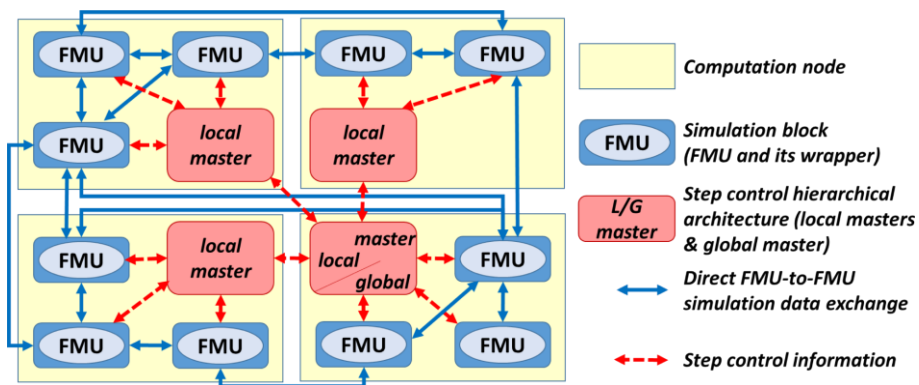 FMU
FMU
FMU
local
master
FMU
FMU
local
master
FMU
FMU
FMU
local
master
master
local
global
FMU
FMU
FMU
Computation node
FMU
Simulation block
(FMU and its wrapper)
L/G
master
Step control hierarchical
architecture (local masters
& global master)
Direct FMU-to-FMU
simulation data exchange
Step control information